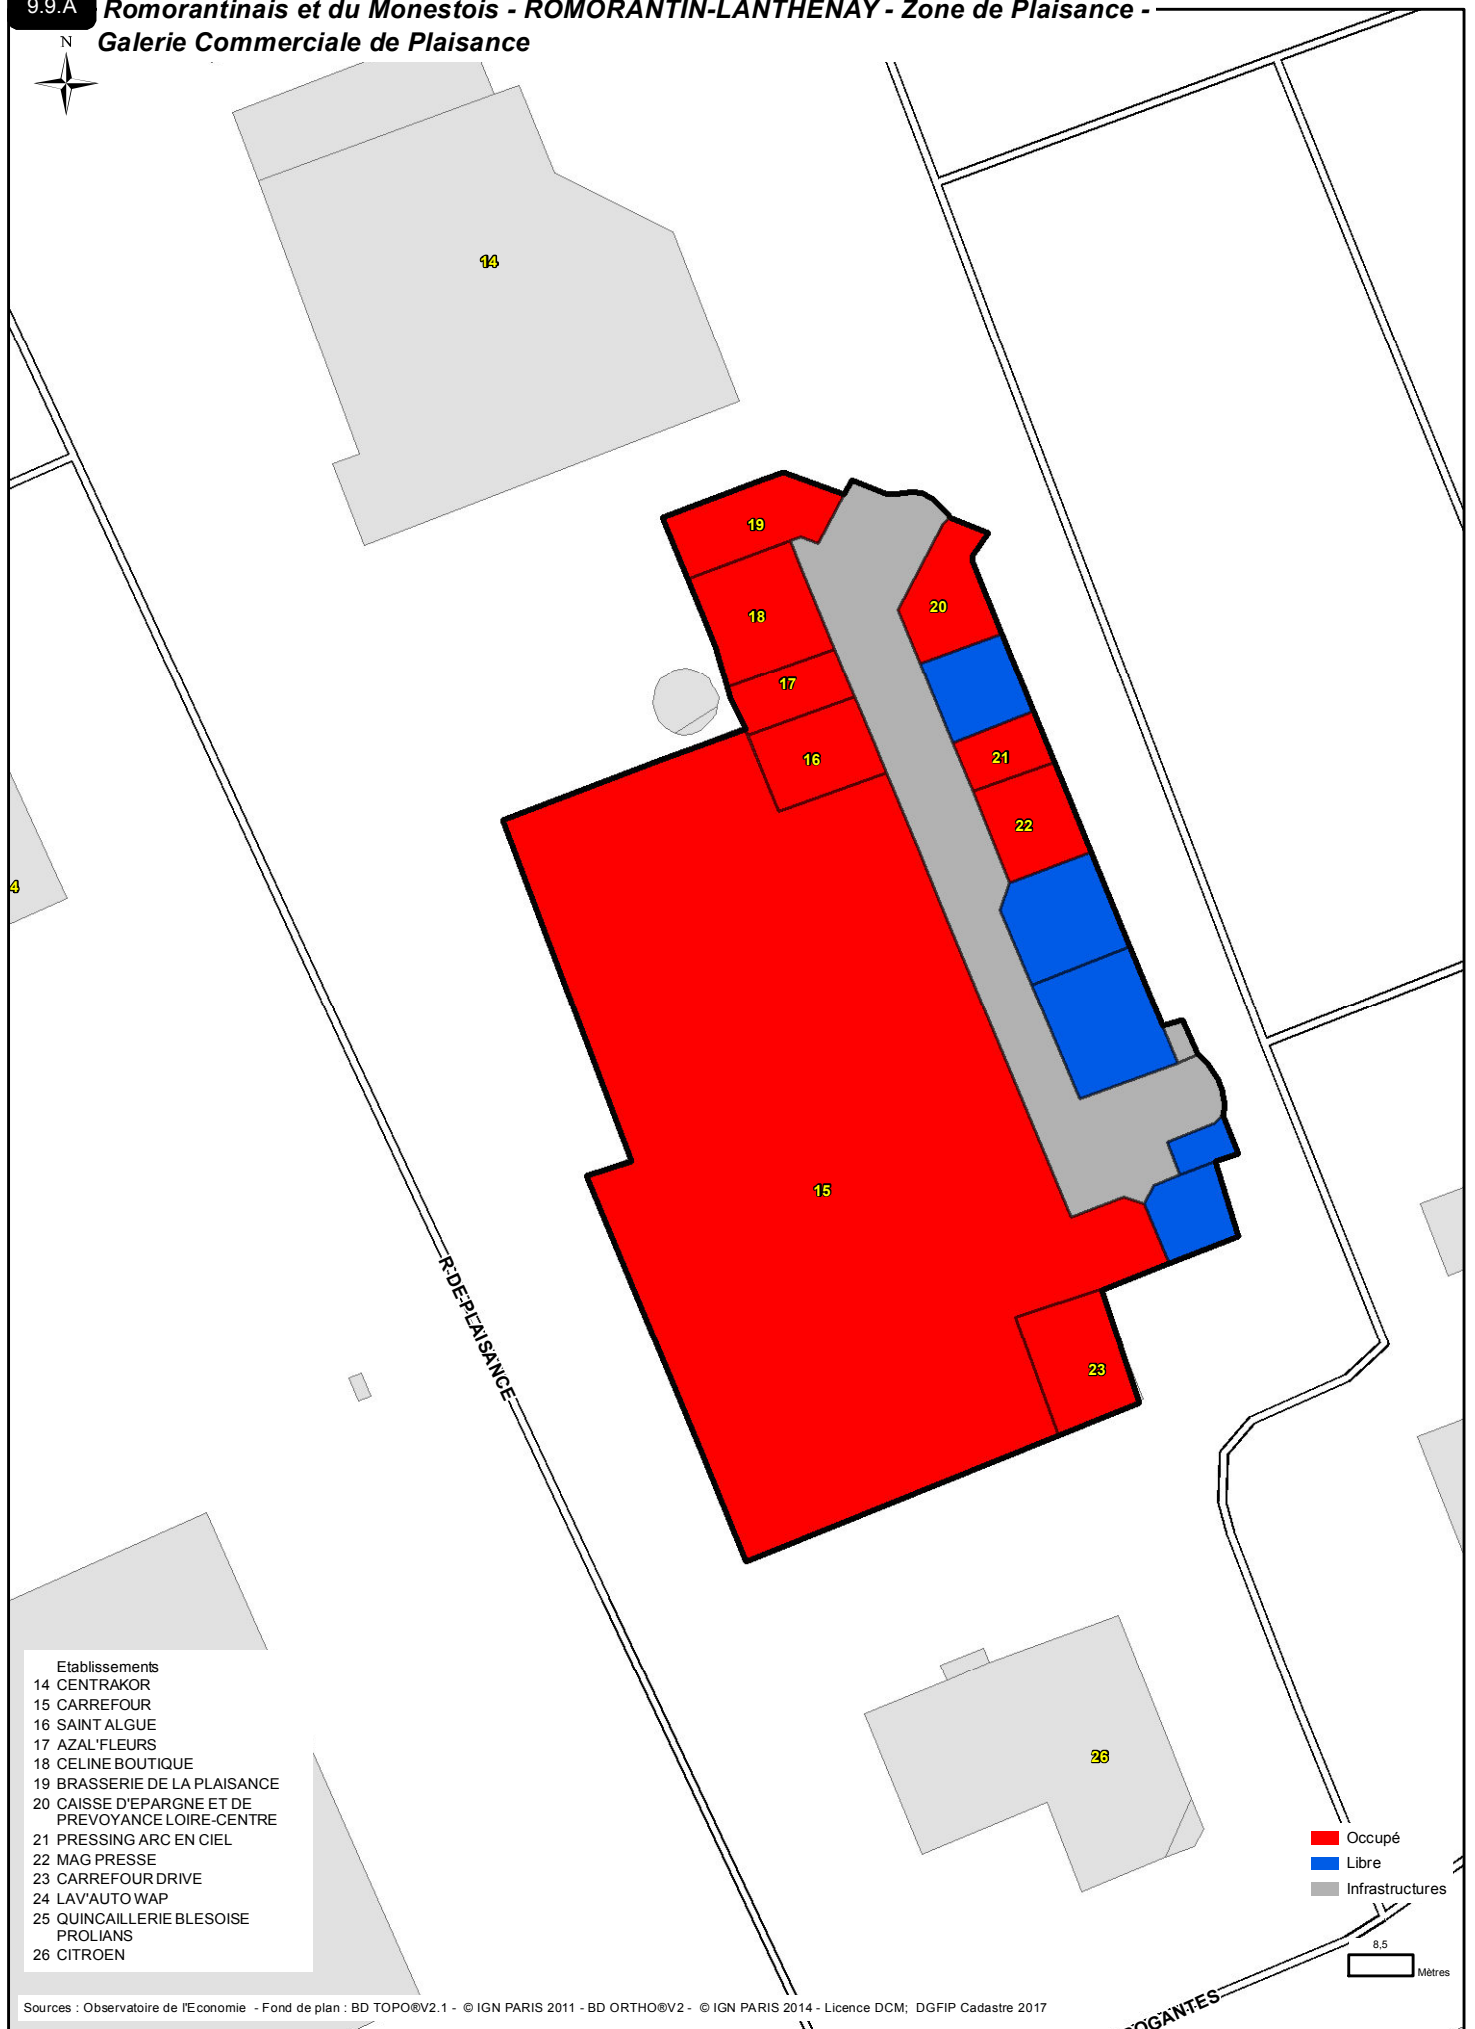 9.9.A
Romorantinais et du Monestois - ROMORANTIN-LANTHENAY - Zone de Plaisance -
Galerie Commerciale de Plaisance
N
14
19
18
20
17
16
21
22
4
15
R DE PLAISANCE
23
26
Etablissements
14 CENTRAKOR
15 CARREFOUR
16 SAINT ALGUE
17 AZAL'FLEURS
18 CELINE BOUTIQUE
19 BRASSERIE DE LA PLAISANCE
20 CAISSE D'EPARGNE ET DE
PREVOYANCE LOIRE-CENTRE
21 PRESSING ARC EN CIEL
22 MAG PRESSE
23 CARREFOUR DRIVE
24 LAV'AUTO WAP
25 QUINCAILLERIE BLESOISE
PROLIANS
26 CITROEN
Occupé
Libre
Infrastructures
8,5
Mètres
Sources : Observatoire de l'Economie - Fond de plan : BD TOPO®V2.1 - © IGN PARIS 2011 - BD ORTHO®V2 - © IGN PARIS 2014 - Licence DCM; DGFIP Cadastre 2017